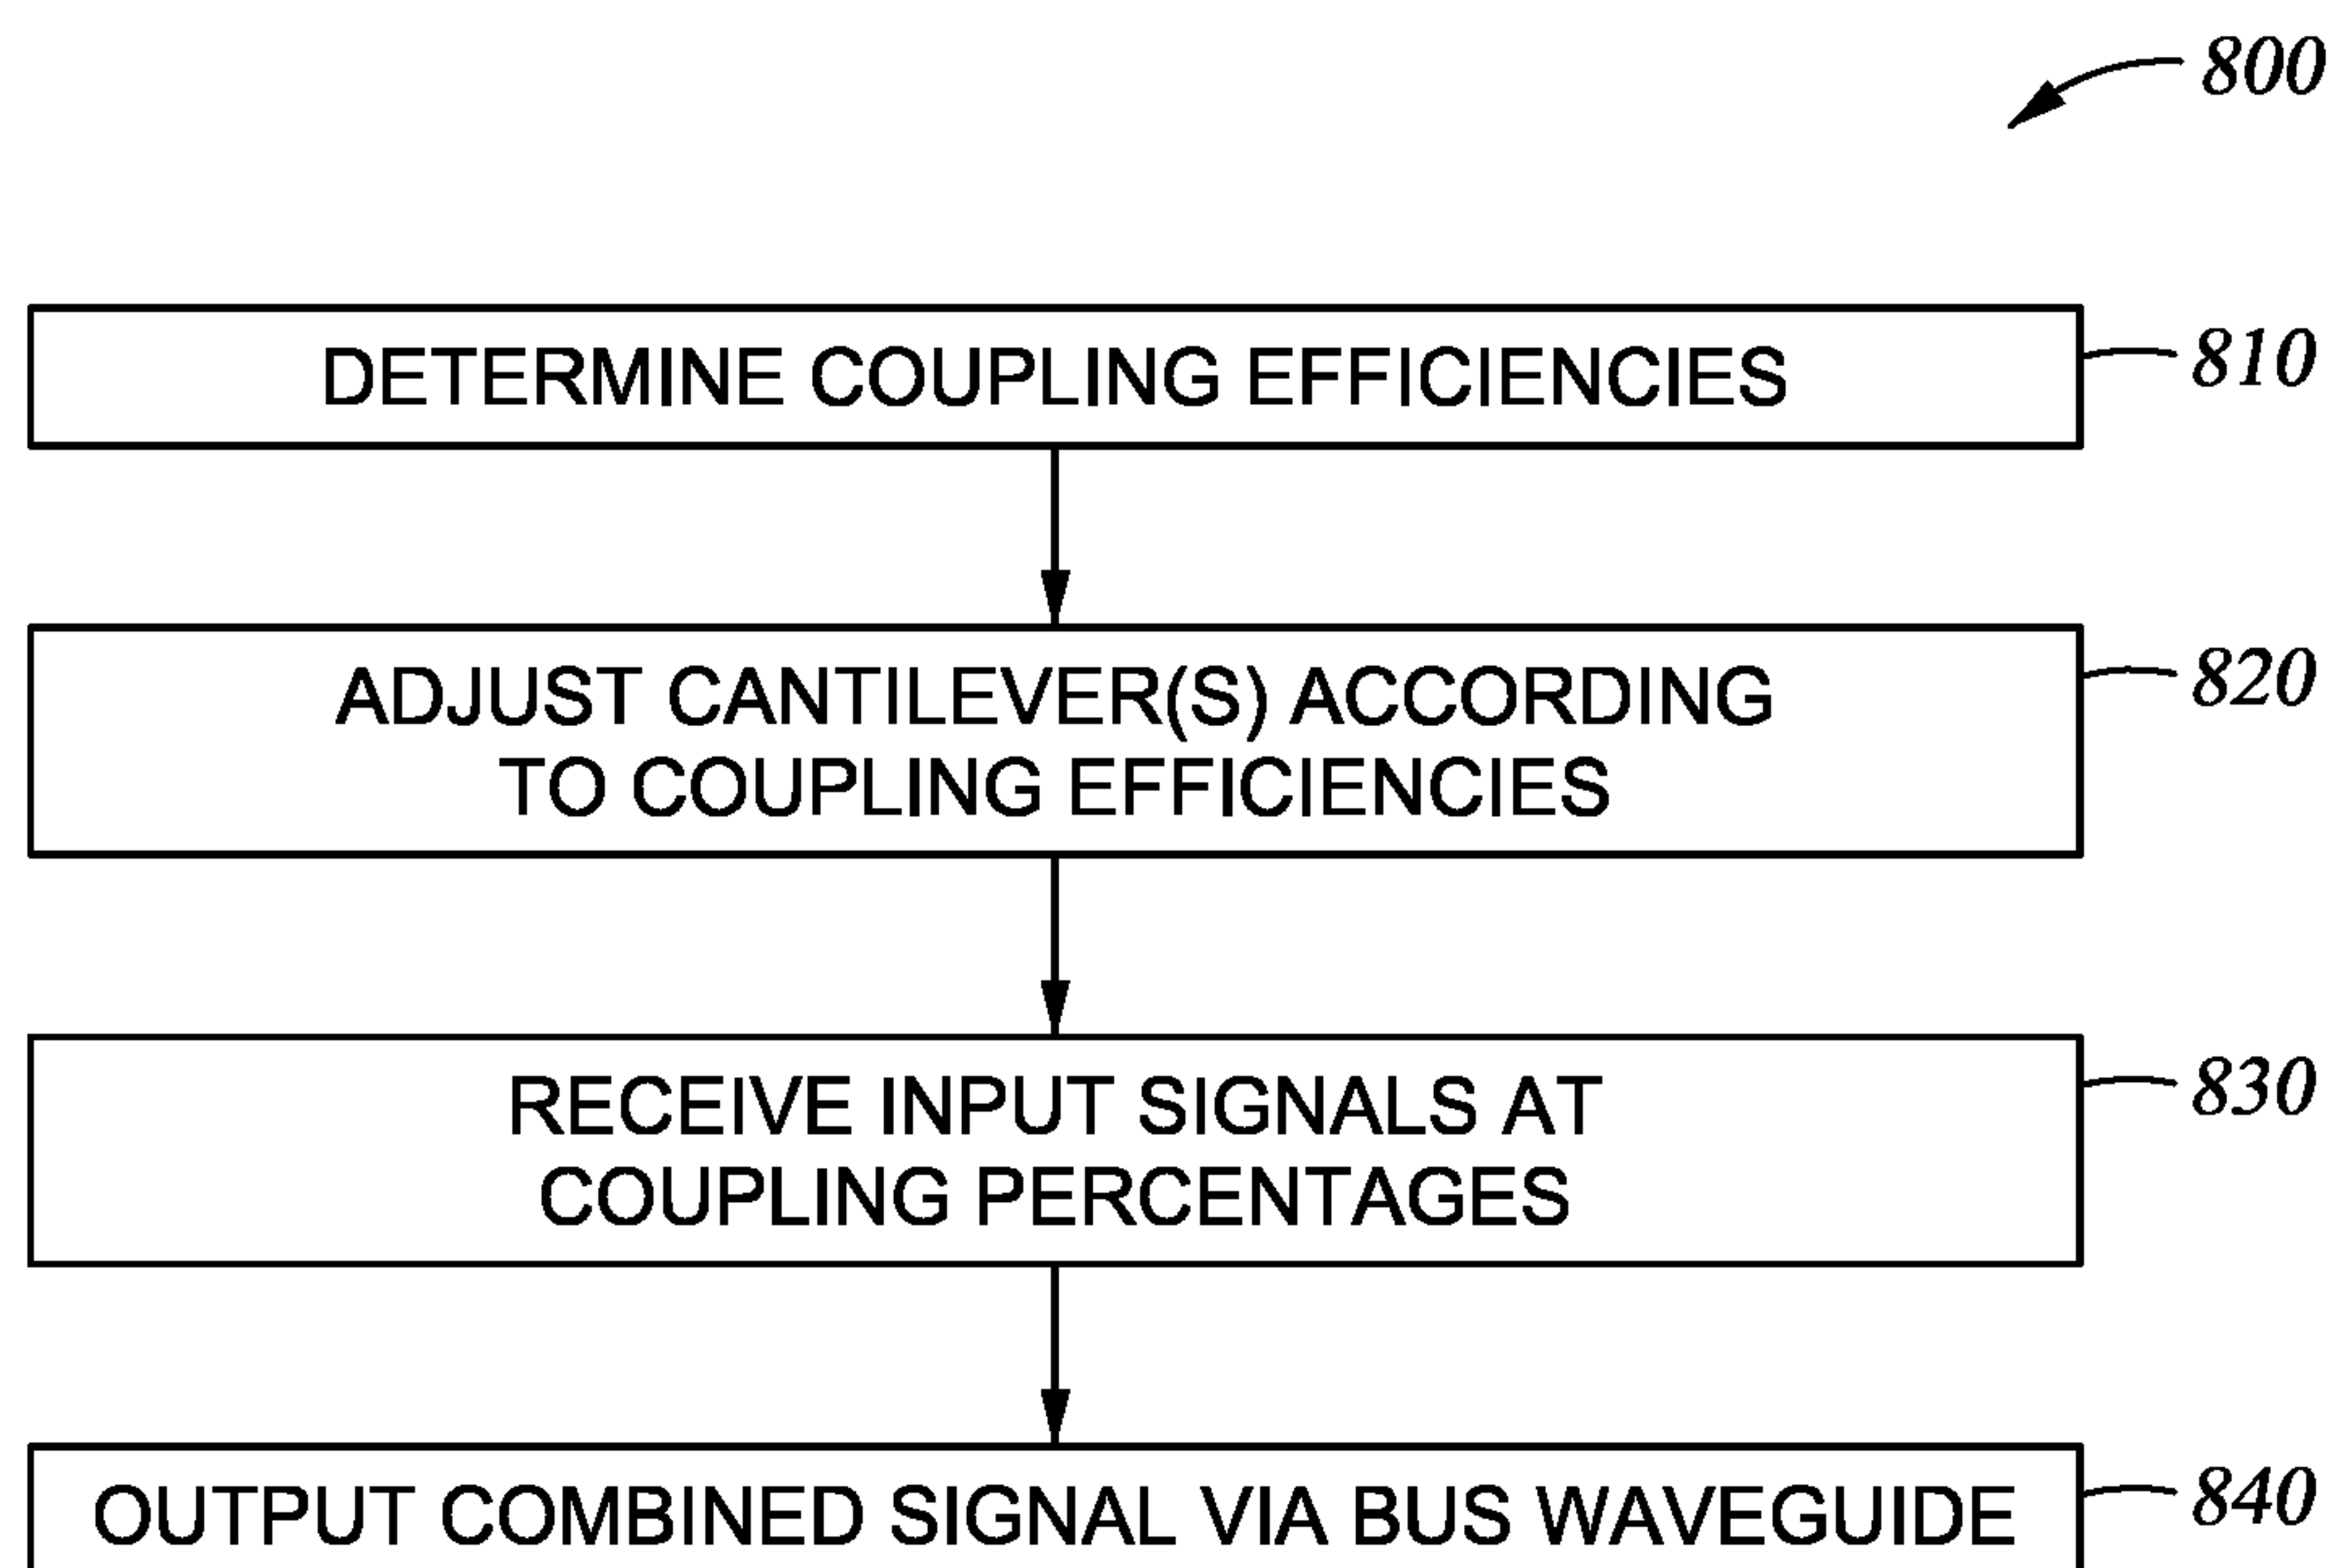 800
DETERMINE COUPLING EFFICIENCIES
810
ADJUST CANTILEVER(S) ACCORDING
TO COUPLING EFFICIENCIES
820
RECEIVE INPUT SIGNALS AT
COUPLING PERCENTAGES
830
OUTPUT COMBINED SIGNAL VIA BUS WAVEGUIDE
840